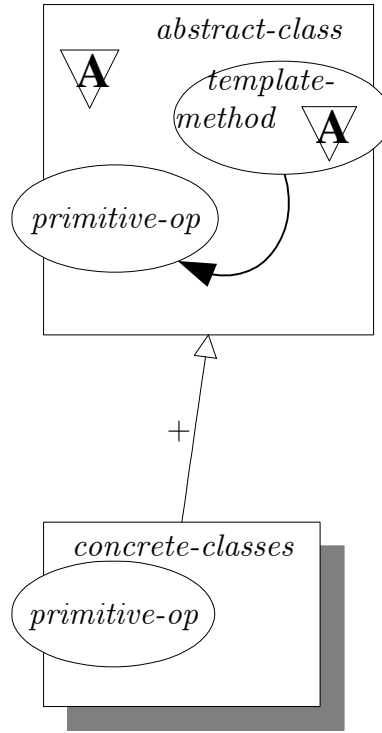 abstract-class
A
template-
method
A
primitive-op
+
concrete-classes
primitive-op